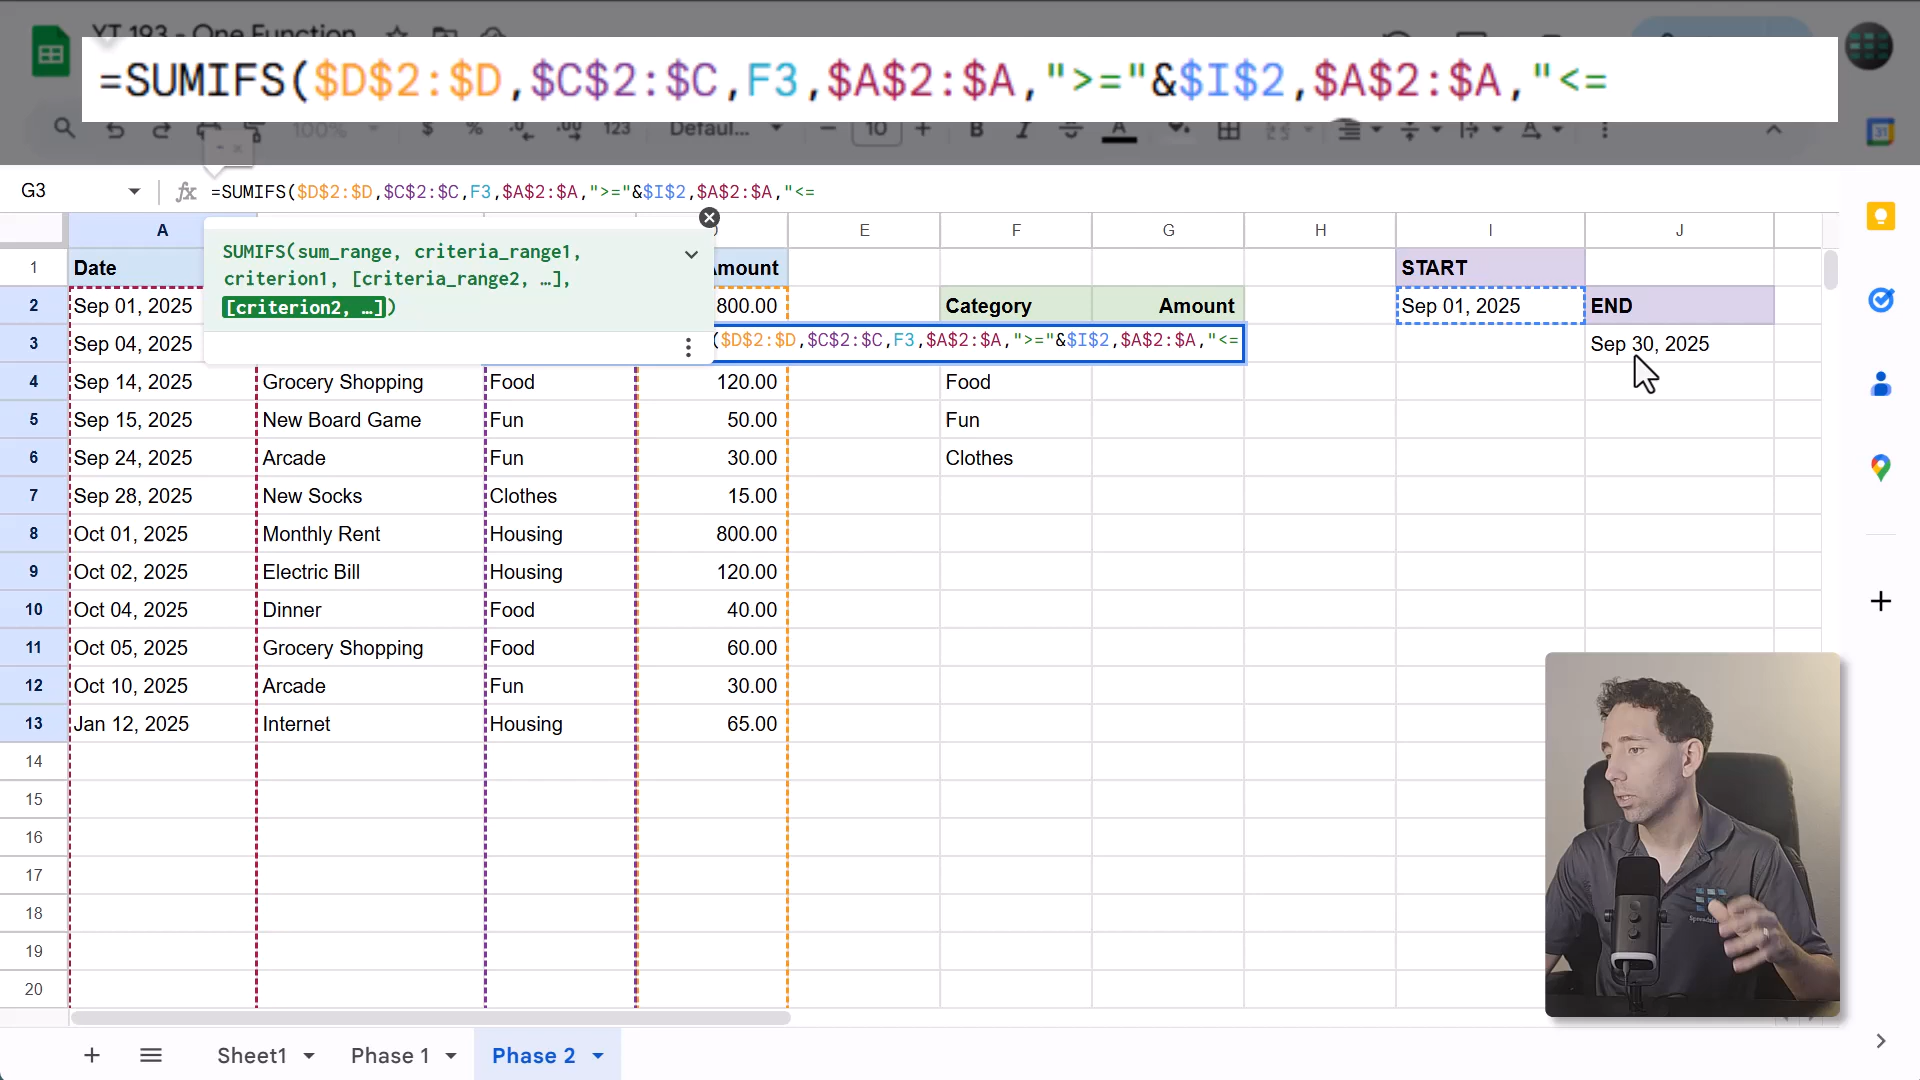 YT 193 - One Function
=SUMIFS($D$2:$D,$C$2:$C,F3,$A$2:$A,">="&$I$2,$A$2:$A,"<=
100% $ % .0 .00 123 Defaul... 10 B I A
G3 fx =SUMIFS($D$2:$D,$C$2:$C,F3,$A$2:$A,">="&$I$2,$A$2:$A,"<=
A E F G H I J
SUMIFS(sum_range, criteria_range1,
criterion1, [criteria_range2, …],
[criterion2, …])
1 Date Amount START
2 Sep 01, 2025 800.00 Category Amount Sep 01, 2025 END
3 Sep 04, 2025 ($D$2:$D,$C$2:$C,F3,$A$2:$A,">="&$I$2,$A$2:$A,"<= Sep 30, 2025
4 Sep 14, 2025 Grocery Shopping Food 120.00 Food
5 Sep 15, 2025 New Board Game Fun 50.00 Fun
6 Sep 24, 2025 Arcade Fun 30.00 Clothes
7 Sep 28, 2025 New Socks Clothes 15.00
8 Oct 01, 2025 Monthly Rent Housing 800.00
9 Oct 02, 2025 Electric Bill Housing 120.00
10 Oct 04, 2025 Dinner Food 40.00
11 Oct 05, 2025 Grocery Shopping Food 60.00
12 Oct 10, 2025 Arcade Fun 30.00
13 Jan 12, 2025 Internet Housing 65.00
14
15
16
17
18
19
20
Sheet1 Phase 1 Phase 2
31